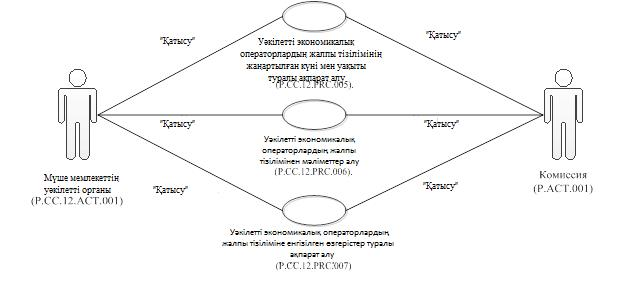 "Қатысу"
"Қатысу"
Уәкілетті экономикалық
операторлардың жалпы тізілімінің
жаңартылған күні мен уақыты
туралы ақпарат алу
(P.CC.12.PRC.005).
"Қатысу"
"Қатысу"
Уәкілетті экономикалық
операторлардың жалпы
тізілімінен мәліметтер алу
(P.CC.12.PRC.006).
Мүше мемлекеттің
уәкілетті органы
(P.CC.12.ACT.001)
Комиссия
(P.ACT.001)
"Қатысу"
"Қатысу"
Уәкілетті экономикалық операторлардың
жалпы тізіліміне енгізілген өзгерістер туралы
ақпарат алу
(P.CC.12.PRC.007)